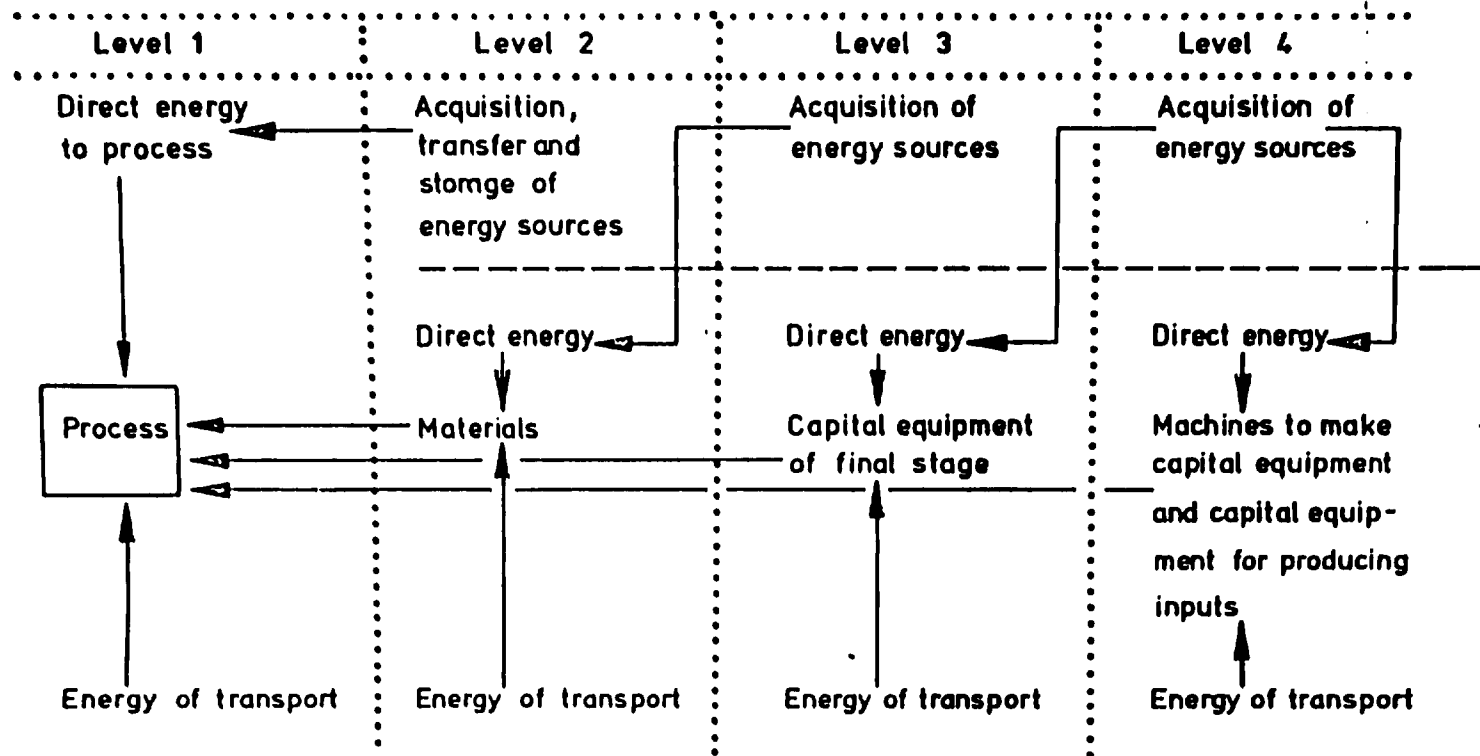 Level 1
Level 2
Level 3
Level 4
Direct energy
to process
Acquisition,
transfer and
storage of
energy sources
Acquisition of
energy sources
Acquisition of
energy sources
Direct energy
Direct energy
Direct energy
Process
Materials
Capital equipment
of final stage
Machines to make
capital equipment
and capital equip-
ment for producing
inputs
Energy of transport
Energy of transport
Energy of transport
Energy of transport